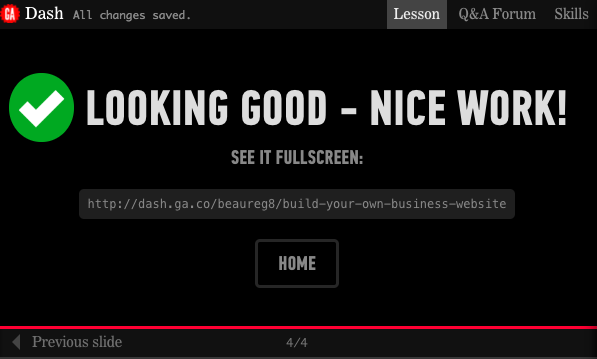 GA Dash All changes saved. Lesson Q&A Forum Skills
LOOKING GOOD - NICE WORK!
SEE IT FULLSCREEN:
http://dash.ga.co/beaureg8/build-your-own-business-website
HOME
Previous slide 4/4